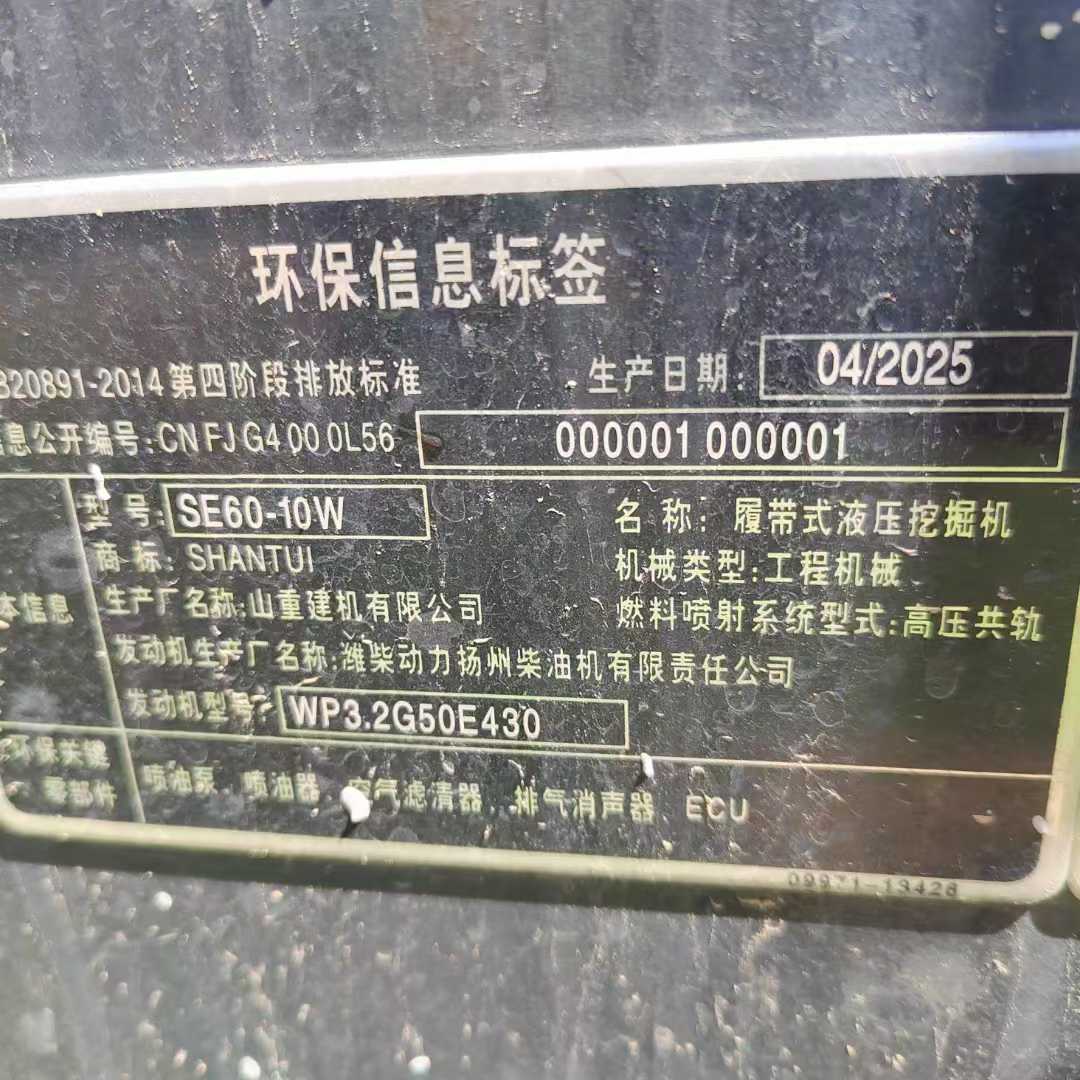 环保信息标签
B20891-2014第四阶段排放标准 生产日期: 04/2025
信息公开编号:CN FJ G4 00 0L56 000001 000001
型 号: SE60-10W 名 称: 履带式液压挖掘机
商 标: SHANTUI 机械类型:工程机械
本信息 生产厂名称:山重建机有限公司 燃料喷射系统型式:高压共轨
发动机生产厂名称:潍柴动力扬州柴油机有限责任公司
发动机型号: WP3.2G50E430
环保关键
零部件 喷油泵、喷油器、空气滤清器、排气消声器、ECU
09971-13428